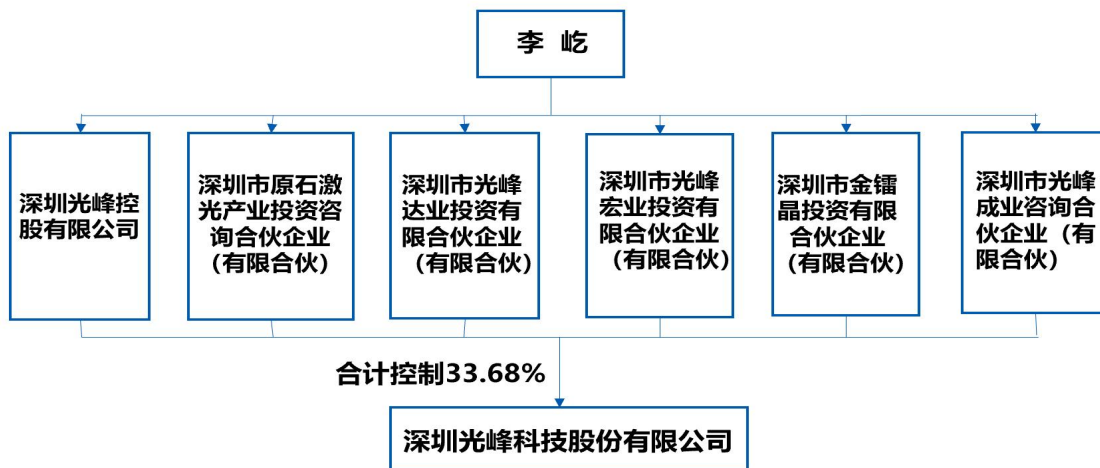 李 屹
深圳光峰控
股有限公司
深圳市原石激
光产业投资咨
询合伙企业
（有限合伙）
深圳市光峰
达业投资有
限合伙企业
（有限合伙）
深圳市光峰
宏业投资有
限合伙企业
（有限合伙）
深圳市金镭
晶投资有限
合伙企业
（有限合伙）
深圳市光峰
成业咨询合
伙企业（有
限合伙）
合计控制33.68%
深圳光峰科技股份有限公司